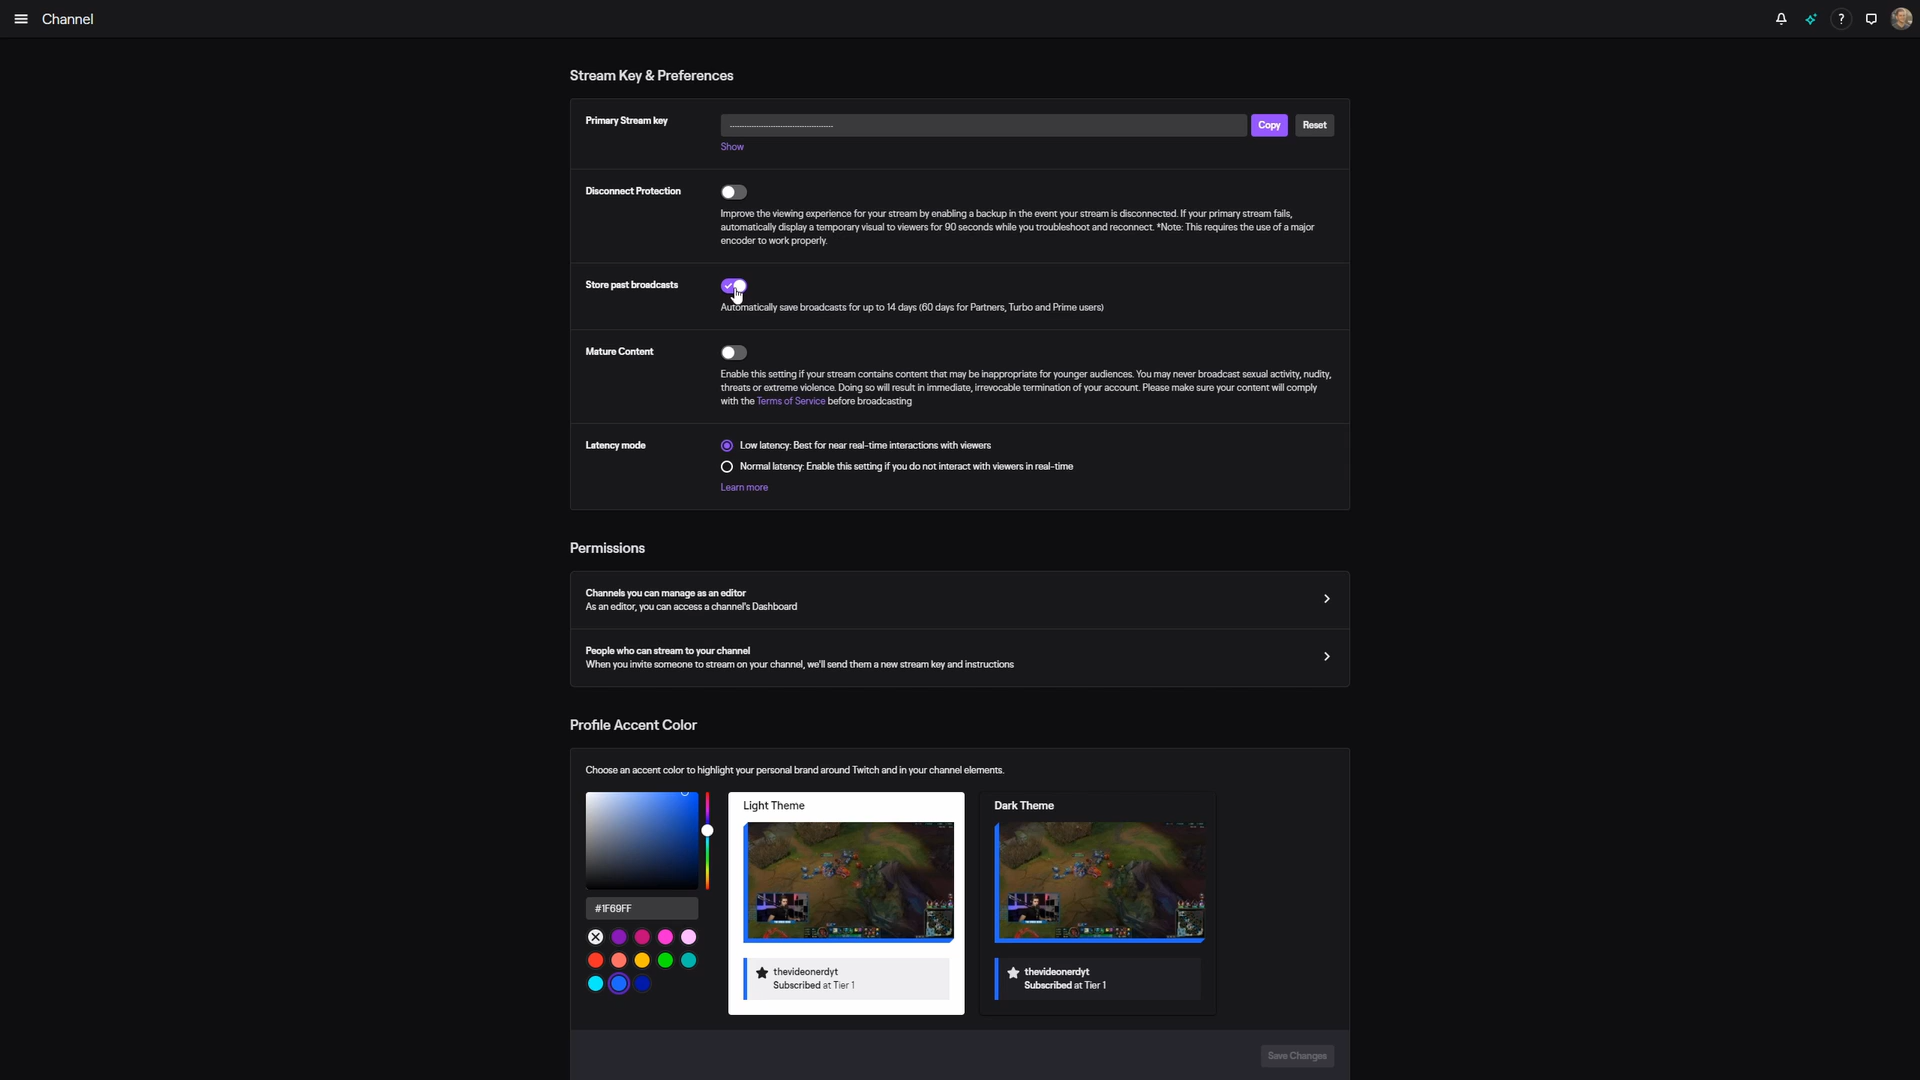 Channel
Stream Key & Preferences
Primary Stream key
Copy
Reset
Show
Disconnect Protection
Improve the viewing experience for your stream by enabling a backup in the event your stream is disconnected. If your primary stream fails,
automatically display a temporary visual to viewers for 90 seconds while you troubleshoot and reconnect. *Note: This requires the use of a major
encoder to work properly.
Store past broadcasts
Automatically save broadcasts for up to 14 days (60 days for Partners, Turbo and Prime users)
Mature Content
Enable this setting if your stream contains content that may be inappropriate for younger audiences. You may never broadcast sexual activity, nudity,
threats or extreme violence. Doing so will result in immediate, irrevocable termination of your account. Please make sure your content will comply
with the Terms of Service before broadcasting
Latency mode
Low latency: Best for near real-time interactions with viewers
Normal latency: Enable this setting if you do not interact with viewers in real-time
Learn more
Permissions
Channels you can manage as an editor
As an editor, you can access a channel's Dashboard
People who can stream to your channel
When you invite someone to stream on your channel, we'll send them a new stream key and instructions
Profile Accent Color
Choose an accent color to highlight your personal brand around Twitch and in your channel elements.
#1F69FF
Light Theme
thevideonerdyt
Subscribed at Tier 1
Dark Theme
thevideonerdyt
Subscribed at Tier 1
Save Changes